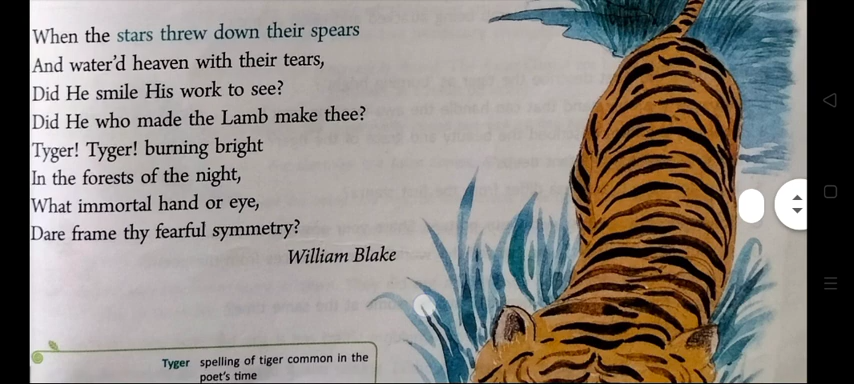 When the stars threw down their spears
And water'd heaven with their tears,
Did He smile His work to see?
Did He who made the Lamb make thee?
Tyger! Tyger! burning bright
In the forests of the night,
What immortal hand or eye,
Dare frame thy fearful symmetry?
William Blake
Tyger spelling of tiger common in the
poet's time